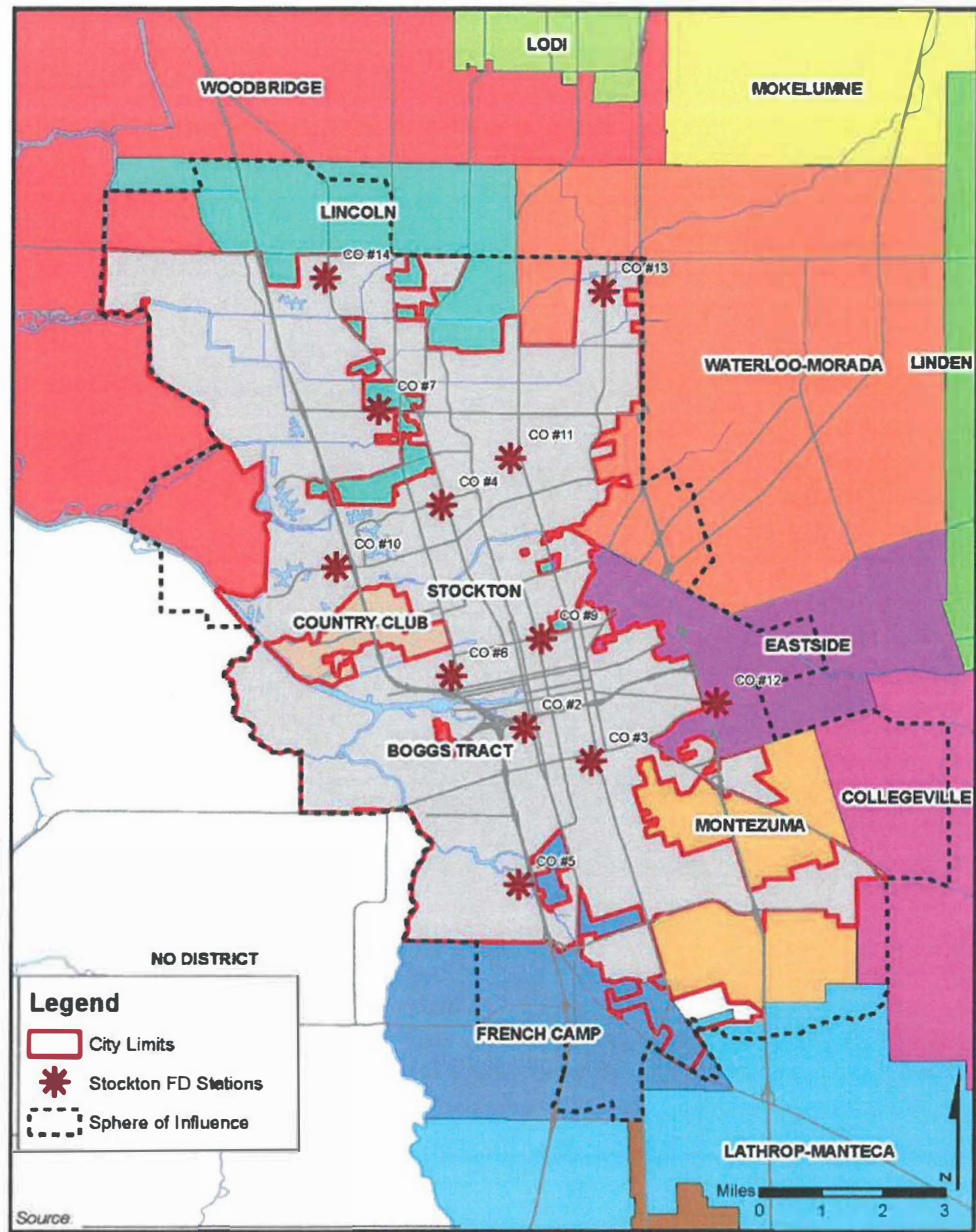 LODI
WOODBRIDGE
MOKELUMNE
LINCOLN
CO #14
CO #13
WATERLOO-MORADA
LINDEN
CO #7
CO #11
CO #4
CO #10
STOCKTON
COUNTRY CLUB
CO #9
EASTSIDE
CO #6
CO #12
CO #2
BOGGS TRACT
CO #3
COLLEGEVILLE
MONTEZUMA
CO #5
NO DISTRICT
Legend
City Limits
Stockton FD Stations
Sphere of Influence
FRENCH CAMP
LATHROP-MANTECA
N
Miles
0 1 2 3
Source: